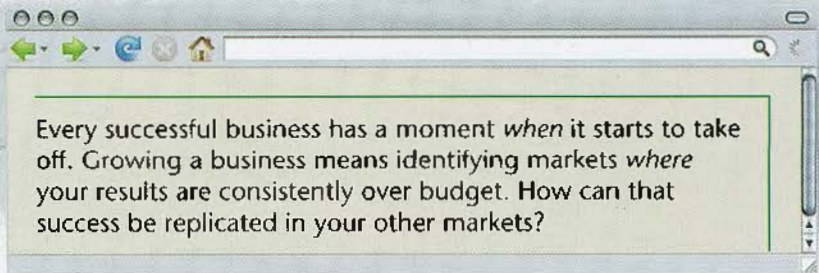 Every successful business has a moment when it starts to take
off. Growing a business means identifying markets where
your results are consistently over budget. How can that
success be replicated in your other markets?